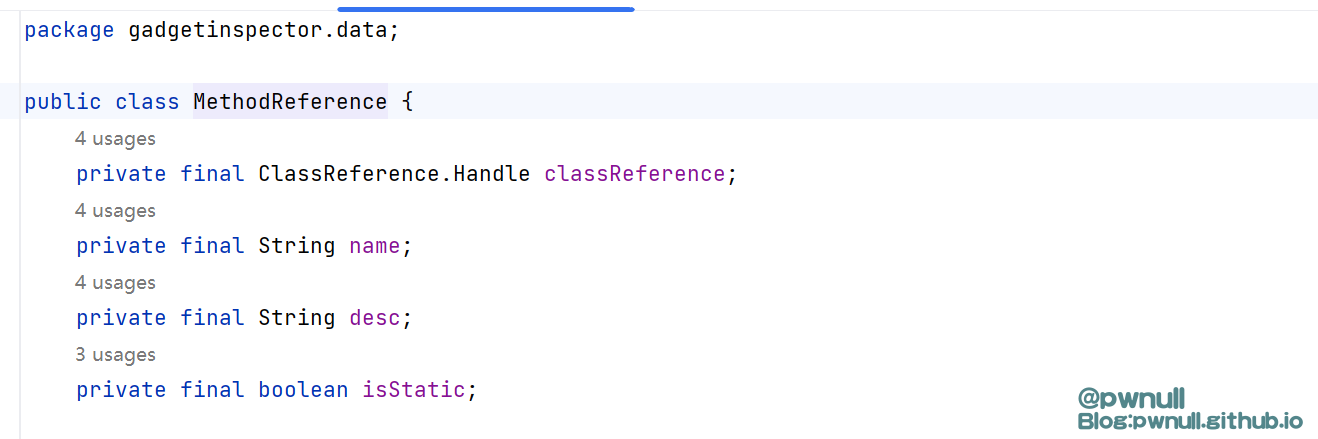 package gadgetinspector.data;
public class MethodReference {
4 usages
private final ClassReference.Handle classReference;
4 usages
private final String name;
4 usages
private final String desc;
3 usages
private final boolean isStatic;
@pwnull
Blog:pwnull.github.io